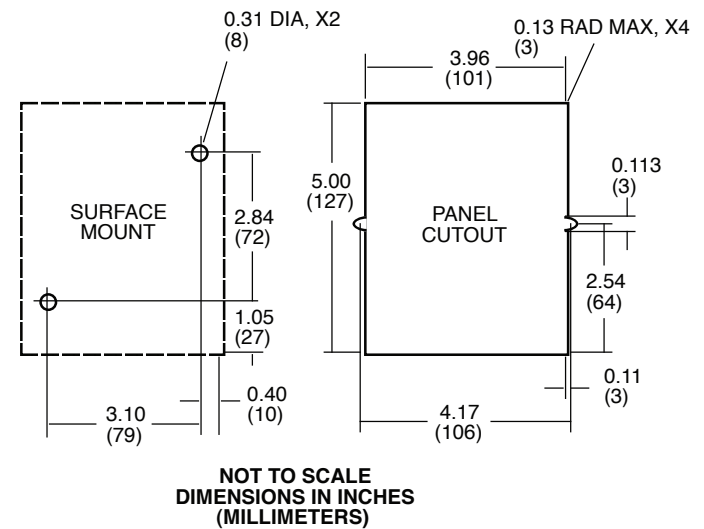 0.31 DIA, X2
(8)
0.13 RAD MAX, X4
(3)
3.96
(101)
0.113
(3)
5.00
(127)
SURFACE
MOUNT
2.84
(72)
PANEL
CUTOUT
2.54
(64)
1.05
(27)
0.40
(10)
0.11
(3)
3.10
(79)
4.17
(106)
NOT TO SCALE
DIMENSIONS IN INCHES
(MILLIMETERS)